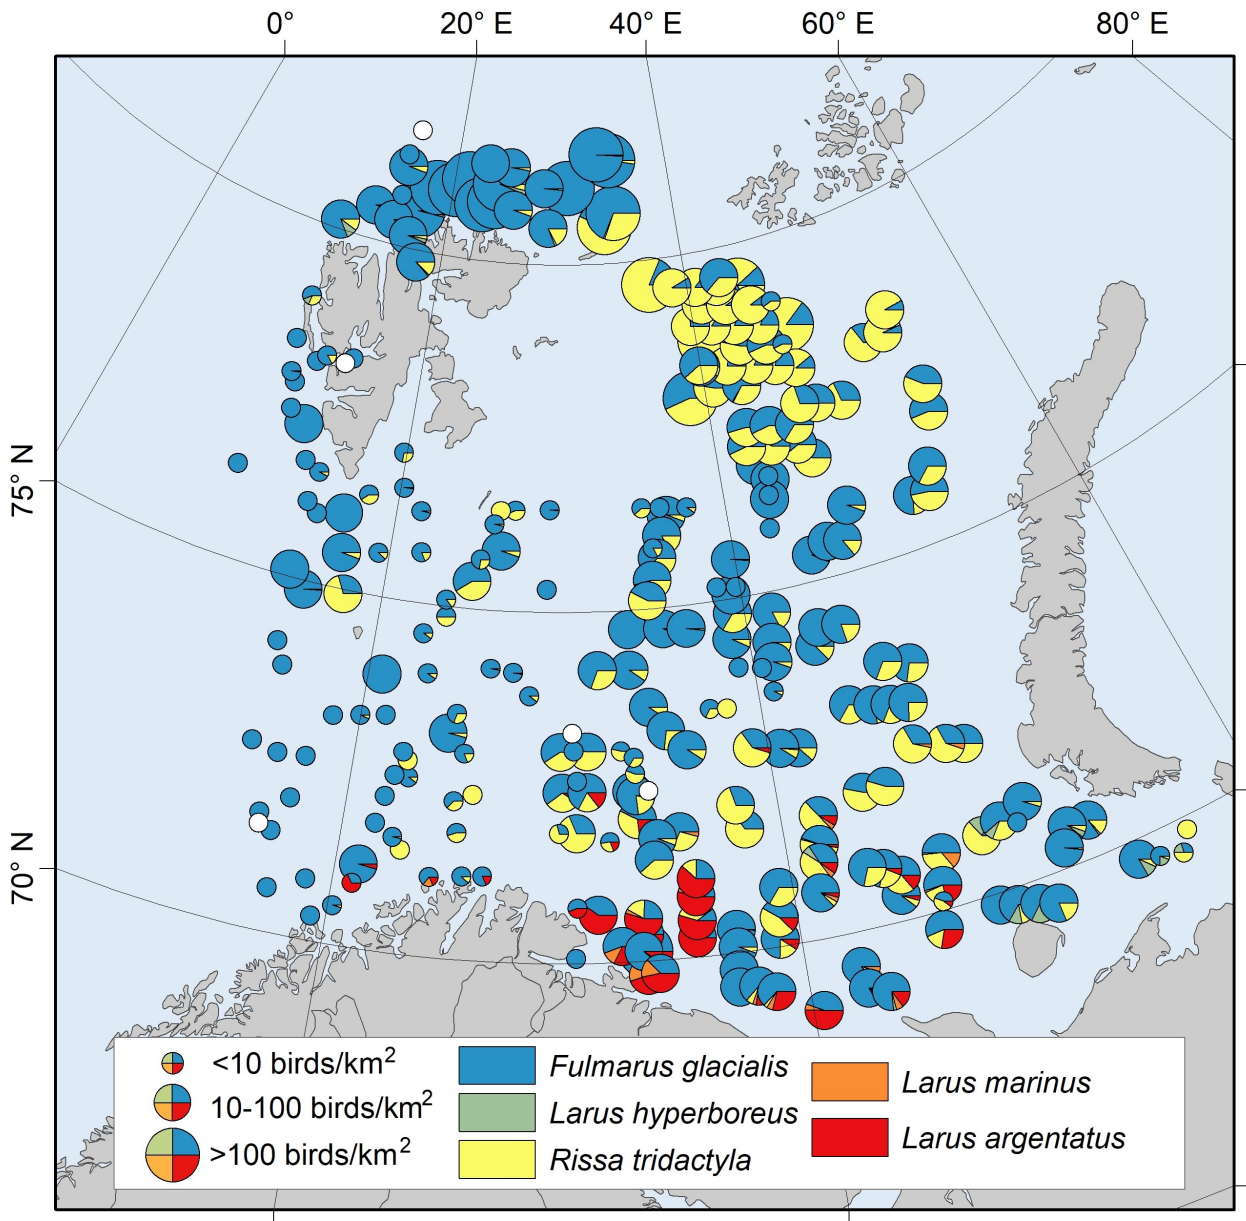 0° 20° E 40° E 60° E 80° E
75° N
70° N
<10 birds/km²
10-100 birds/km²
>100 birds/km²
Fulmarus glacialis
Larus hyperboreus
Rissa tridactyla
Larus marinus
Larus argentatus